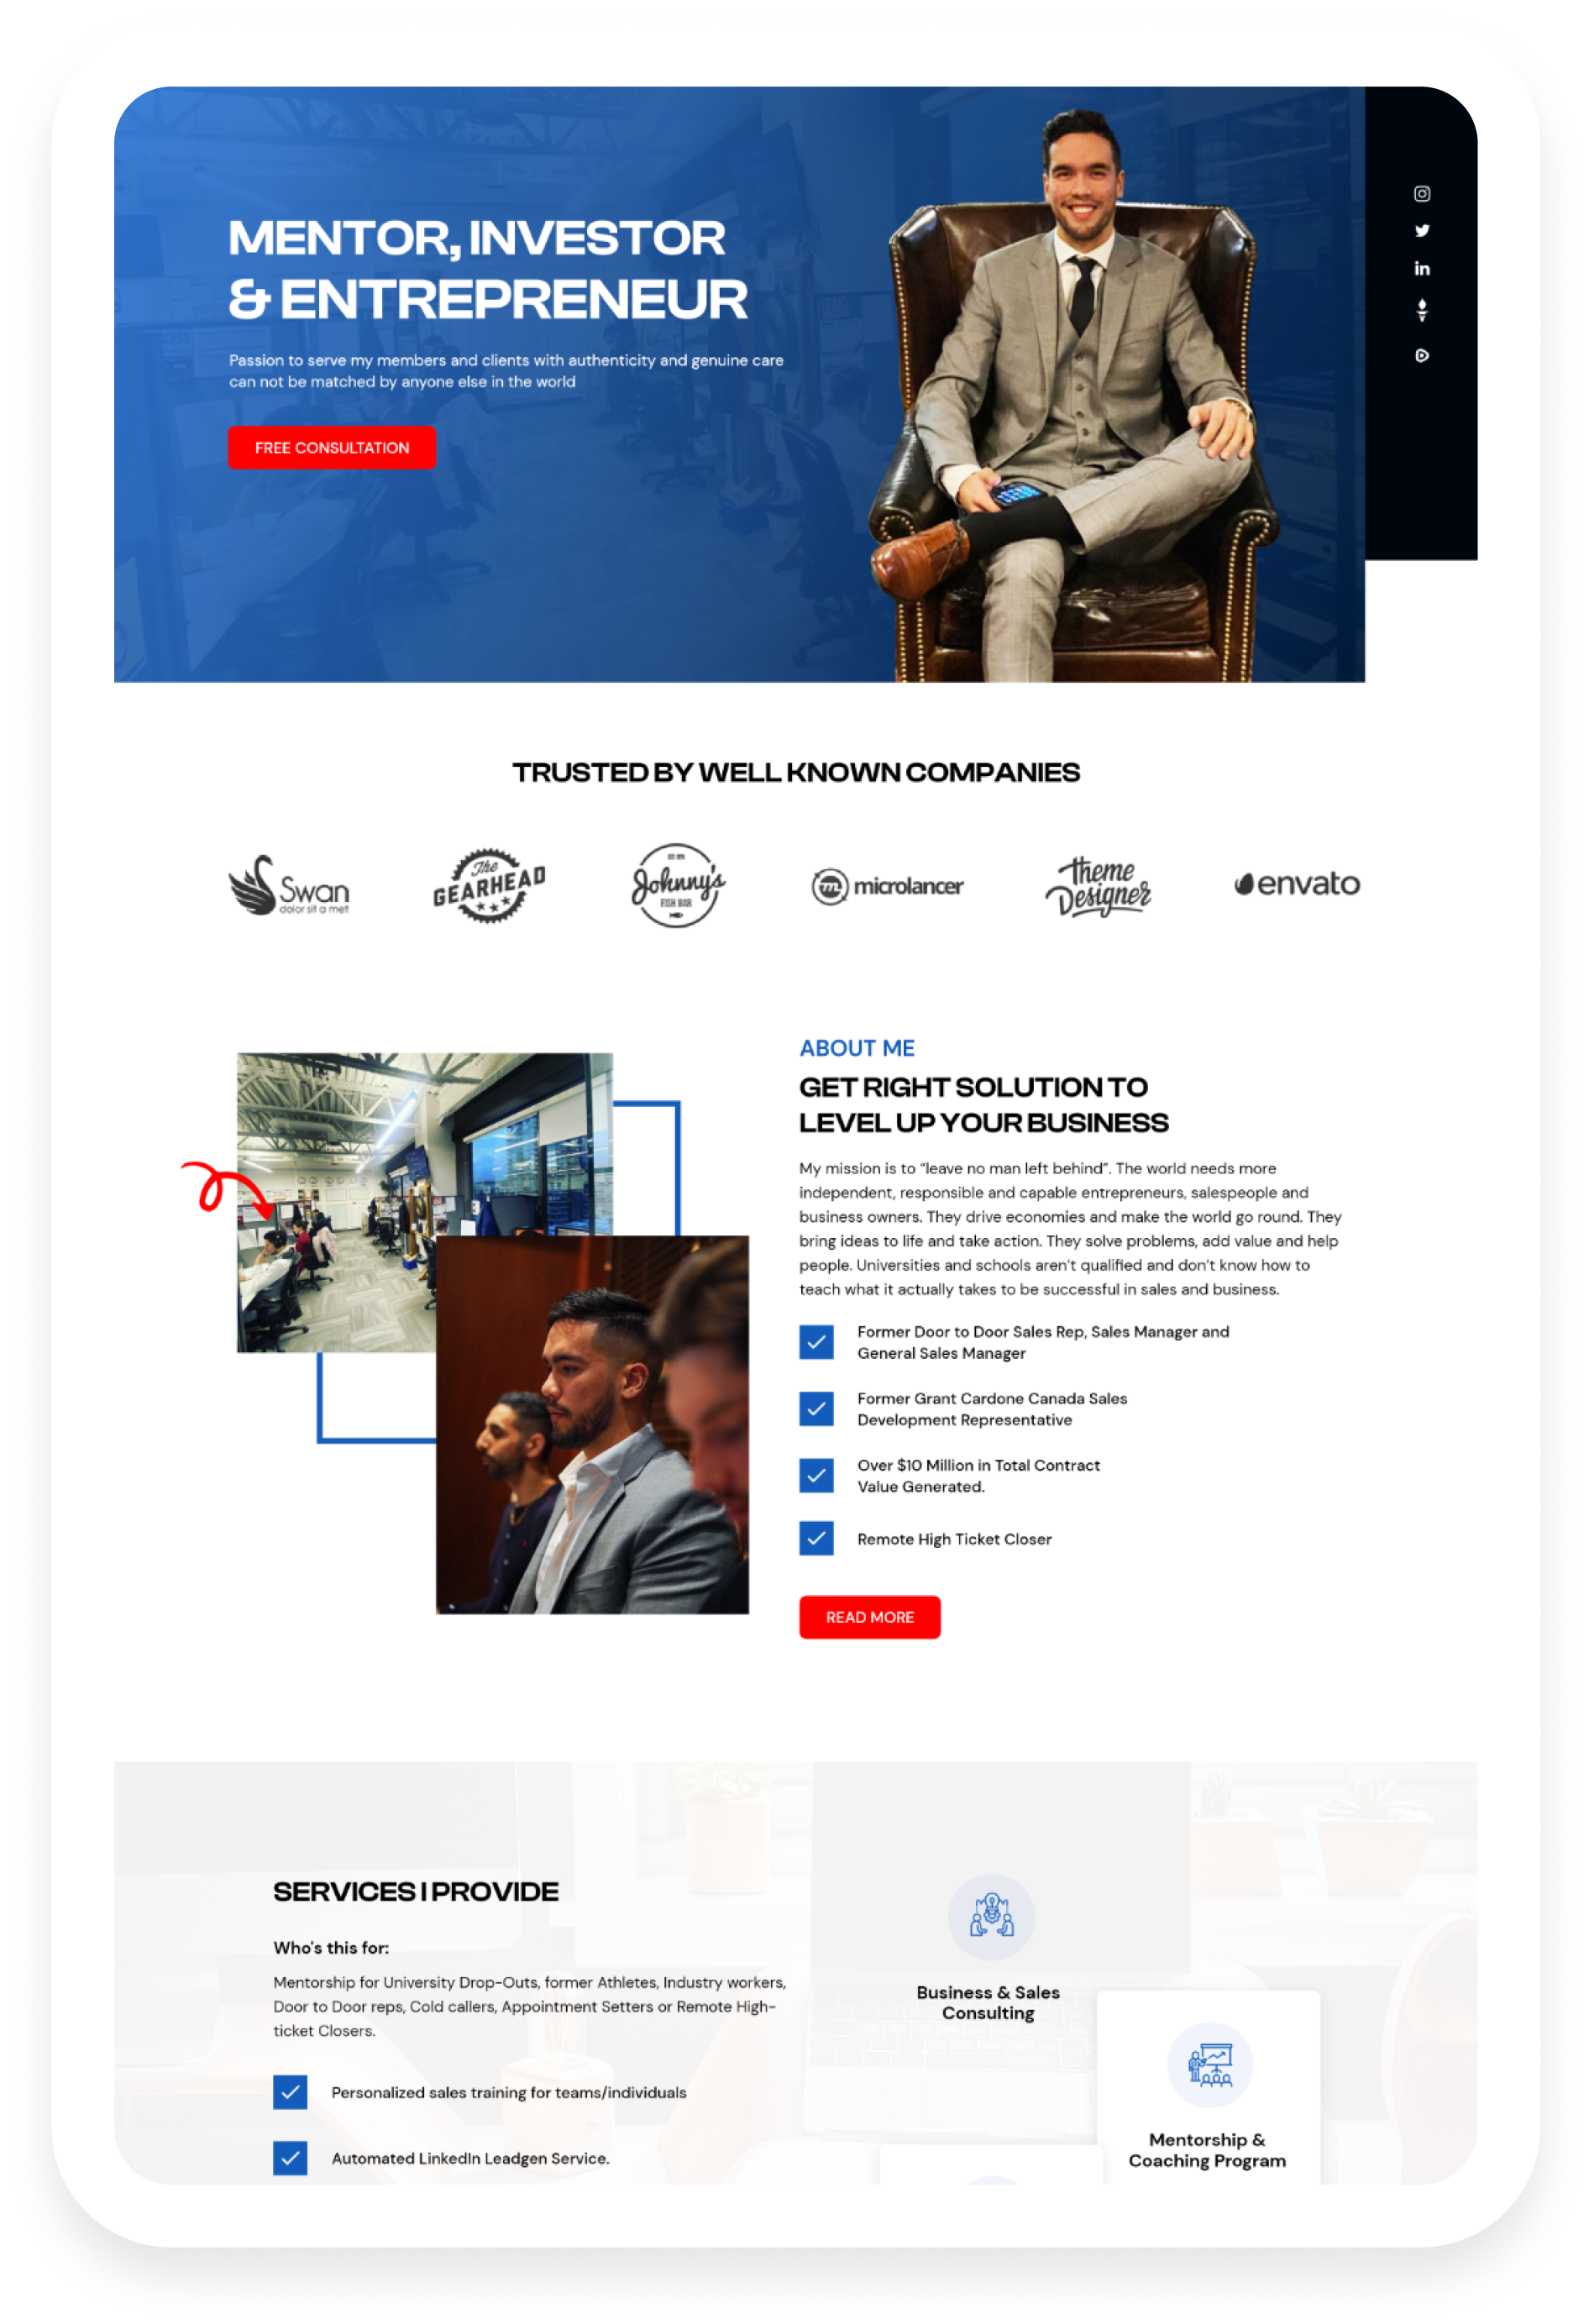 MENTOR, INVESTOR
& ENTREPRENEUR
Passion to serve my members and clients with authenticity and genuine care
can not be matched by anyone else in the world
FREE CONSULTATION
in
TRUSTED BY WELL KNOWN COMPANIES
Swan
dolor sit a met
The
GEARHEAD
Johnny's
FISH BAR
m microlancer
Theme
Designer
envato
ABOUT ME
GET RIGHT SOLUTION TO
LEVEL UP YOUR BUSINESS
My mission is to “leave no man left behind”. The world needs more
independent, responsible and capable entrepreneurs, salespeople and
business owners. They drive economies and make the world go round. They
bring ideas to life and take action. They solve problems, add value and help
people. Universities and schools aren’t qualified and don’t know how to
teach what it actually takes to be successful in sales and business.
Former Door to Door Sales Rep, Sales Manager and
General Sales Manager
Former Grant Cardone Canada Sales
Development Representative
Over $10 Million in Total Contract
Value Generated.
Remote High Ticket Closer
READ MORE
SERVICES I PROVIDE
Who's this for:
Mentorship for University Drop-Outs, former Athletes, Industry workers,
Door to Door reps, Cold callers, Appointment Setters or Remote High-
ticket Closers.
Personalized sales training for teams/individuals
Automated LinkedIn Leadgen Service.
Business & Sales
Consulting
Mentorship &
Coaching Program